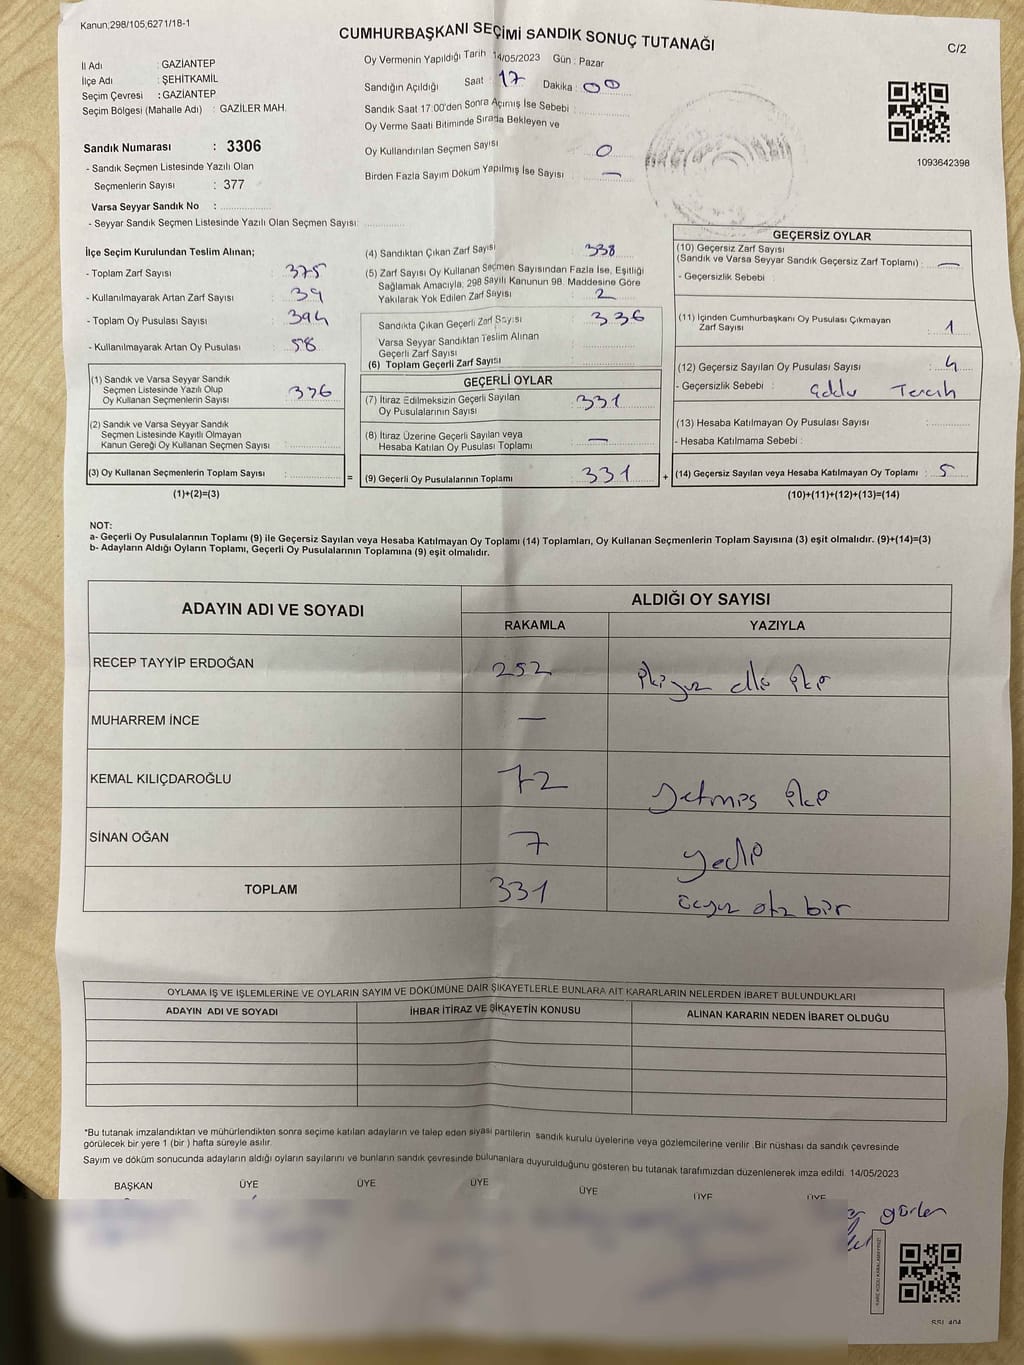 Kanun;298/105,6271/18-1
CUMHURBAŞKANI SEÇİMİ SANDIK SONUÇ TUTANAĞI
C/2
İl Adı : GAZİANTEP
İlçe Adı : ŞEHİTKAMİL
Seçim Çevresi : GAZİANTEP
Seçim Bölgesi (Mahalle Adı) : GAZİLER MAH.
Sandık Numarası : 3306
- Sandık Seçmen Listesinde Yazılı Olan
Seçmenlerin Sayısı : 377
Varsa Seyyar Sandık No :
- Seyyar Sandık Seçmen Listesinde Yazılı Olan Seçmen Sayısı:
Oy Vermenin Yapıldığı Tarih 14/05/2023 Gün : Pazar
Sandığın Açıldığı Saat : 17 Dakika : 00
Sandık Saat 17:00'den Sonra Açımış İse Sebebi :
Oy Verme Saati Bitiminde Sırada Bekleyen ve
Oy Kullandırılan Seçmen Sayısı 0
Birden Fazla Sayım Döküm Yapılmış İse Sayısı : —
1093642398
İlçe Seçim Kurulundan Teslim Alınan;
- Toplam Zarf Sayısı : 375
- Kullanılmayarak Artan Zarf Sayısı : 39
- Toplam Oy Pusulası Sayısı : 394
- Kullanılmayarak Artan Oy Pusulası : 58
(1) Sandık ve Varsa Seyyar Sandık
Seçmen Listesinde Yazılı Olup
Oy Kullanan Seçmenlerin Sayısı : 336
(2) Sandık ve Varsa Seyyar Sandık
Seçmen Listesinde Kayıtlı Olmayan
Kanun Gereği Oy Kullanan Seçmen Sayısı :
(3) Oy Kullanan Seçmenlerin Toplam Sayısı : =
(1)+(2)=(3)
(4) Sandıktan Çıkan Zarf Sayısı : 338
(5) Zarf Sayısı Oy Kullanan Seçmen Sayısından Fazla İse, Eşitliği
Sağlamak Amacıyla, 298 Sayılı Kanunun 98. Maddesine Göre
Yakılarak Yok Edilen Zarf Sayısı : 2
Sandıkta Çıkan Geçerli Zarf Sayısı : 336
Varsa Seyyar Sandıktan Teslim Alınan
Geçerli Zarf Sayısı :
(6) Toplam Geçerli Zarf Sayısı :
GEÇERLİ OYLAR
(7) İtiraz Edilmeksizin Geçerli Sayılan
Oy Pusulalarının Sayısı : 331
(8) İtiraz Üzerine Geçerli Sayılan veya
Hesaba Katılan Oy Pusulası Toplamı : —
(9) Geçerli Oy Pusulalarının Toplamı : 331 +
GEÇERSİZ OYLAR
(10) Geçersiz Zarf Sayısı
(Sandık ve Varsa Seyyar Sandık Geçersiz Zarf Toplamı) : —
- Geçersizlik Sebebi :
(11) İçinden Cumhurbaşkanı Oy Pusulası Çıkmayan
Zarf Sayısı : 1
(12) Geçersiz Sayılan Oy Pusulası Sayısı : 4
- Geçersizlik Sebebi : Tercih
(13) Hesaba Katılmayan Oy Pusulası Sayısı :
- Hesaba Katılmama Sebebi :
(14) Geçersiz Sayılan veya Hesaba Katılmayan Oy Toplamı : 5
(10)+(11)+(12)+(13)=(14)
NOT:
a- Geçerli Oy Pusulalarının Toplamı (9) ile Geçersiz Sayılan veya Hesaba Katılmayan Oy Toplamı (14) Toplamları, Oy Kullanan Seçmenlerin Toplam Sayısına (3) eşit olmalıdır. (9)+(14)=(3)
b- Adayların Aldığı Oyların Toplamı, Geçerli Oy Pusulalarının Toplamına (9) eşit olmalıdır.
ADAYIN ADI VE SOYADI ALDIĞI OY SAYISI
RAKAMLA YAZIYLA
RECEP TAYYİP ERDOĞAN 252 ikiyüz elli iki
MUHARREM İNCE —
KEMAL KILIÇDAROĞLU 72 yetmiş iki
SİNAN OĞAN 7 yedi
TOPLAM 331 üçyüz otuz bir
OYLAMA İŞ VE İŞLEMLERİNE VE OYLARIN SAYIM VE DÖKÜMÜNE DAİR ŞİKAYETLERLE BUNLARA AİT KARARLARIN NELERDEN İBARET BULUNDUKLARI
ADAYIN ADI VE SOYADI İHBAR İTİRAZ VE ŞİKAYETİN KONUSU ALINAN KARARIN NEDEN İBARET OLDUĞU
*Bu tutanak imzalandıktan ve mühürlendikten sonra seçime katılan adayların ve talep eden siyasi partilerin sandık kurulu üyelerine veya gözlemcilerine verilir .Bir nüshası da sandık çevresinde
görülecek bir yere 1 (bir ) hafta süreyle asılır.
Sayım ve döküm sonucunda adayların aldığı oyların sayılarını ve bunların sandık çevresinde bulunanlara duyurulduğunu gösteren bu tutanak tarafımızdan düzenlenerek imza edildi. 14/05/2023
BAŞKAN ÜYE ÜYE ÜYE ÜYE ÜYE ÜYE